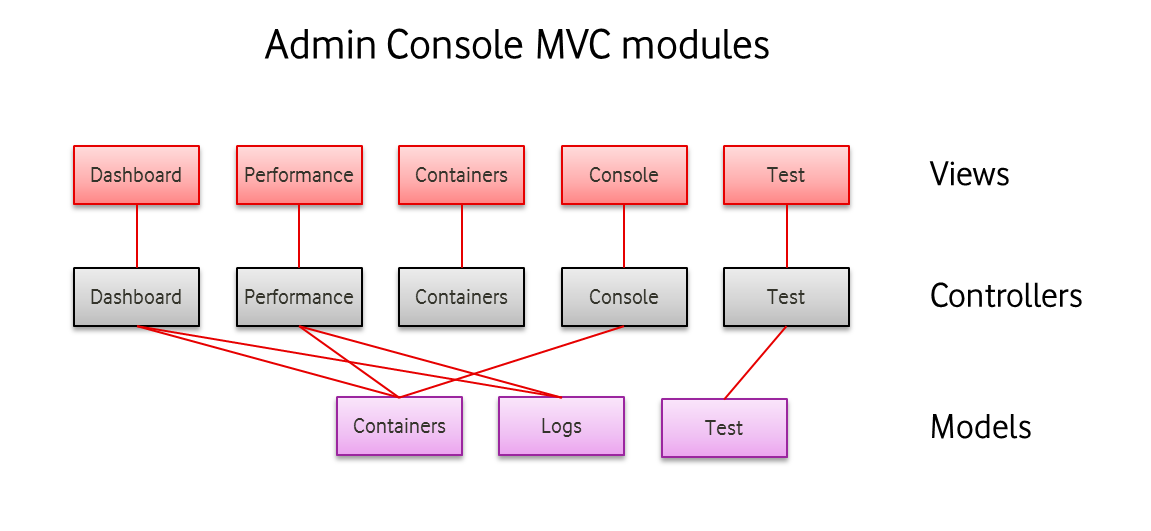 Admin Console MVC modules
Dashboard Performance Containers Console Test Views
Dashboard Performance Containers Console Test Controllers
Containers Logs Test Models